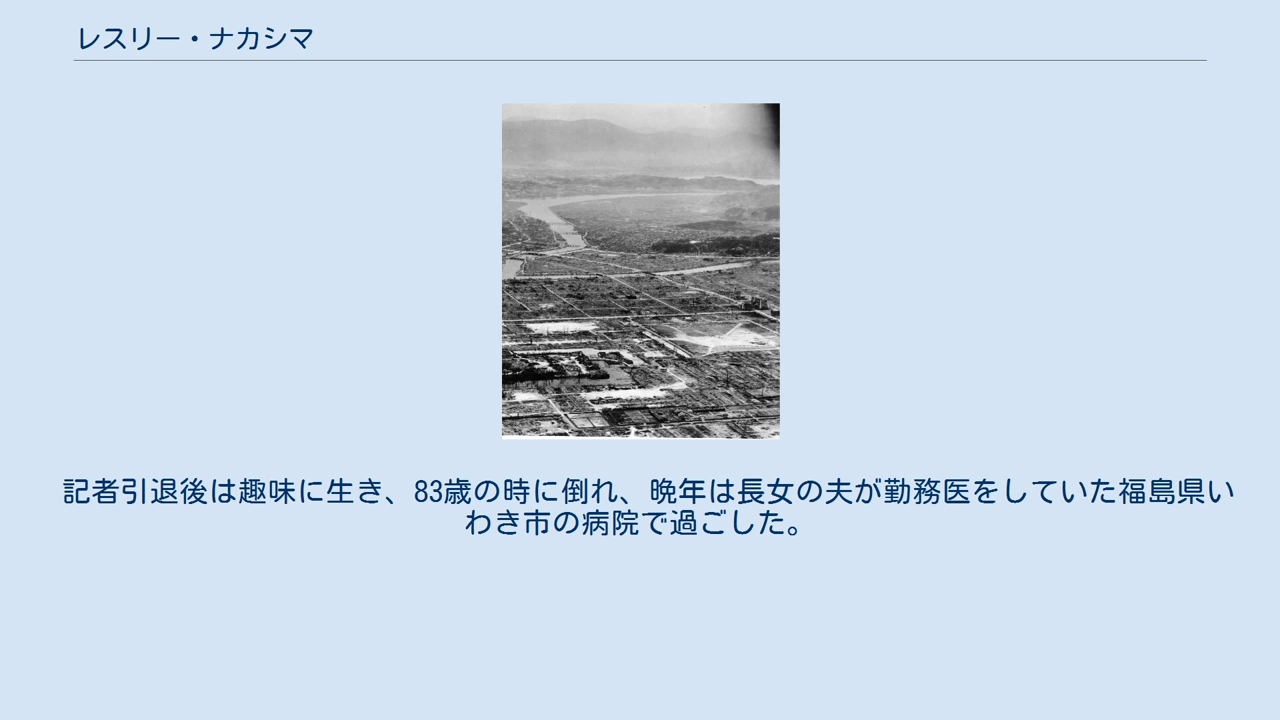 レスリー・ナカシマ
記者引退後は趣味に生き、83歳の時に倒れ、晩年は長女の夫が勤務医をしていた福島県い
わき市の病院で過ごした。